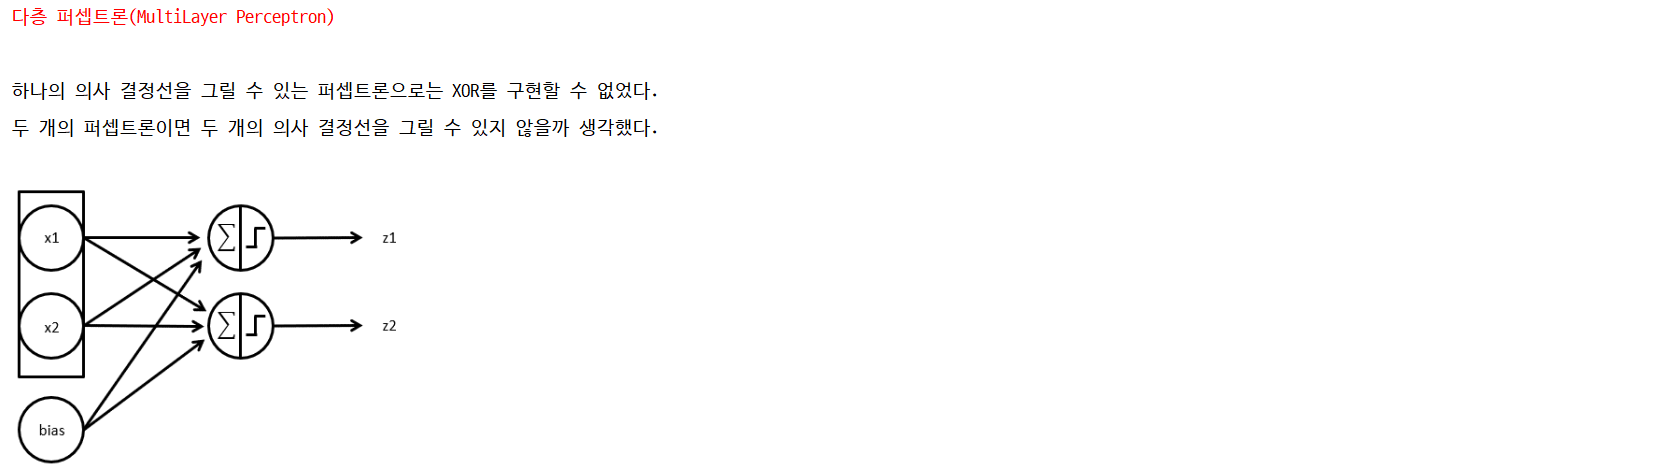 다층 퍼셉트론(MultiLayer Perceptron)
하나의 의사 결정선을 그릴 수 있는 퍼셉트론으로는 XOR를 구현할 수 없었다.
두 개의 퍼셉트론이면 두 개의 의사 결정선을 그릴 수 있지 않을까 생각했다.
x1 ∑ z1
x2 ∑ z2
bias